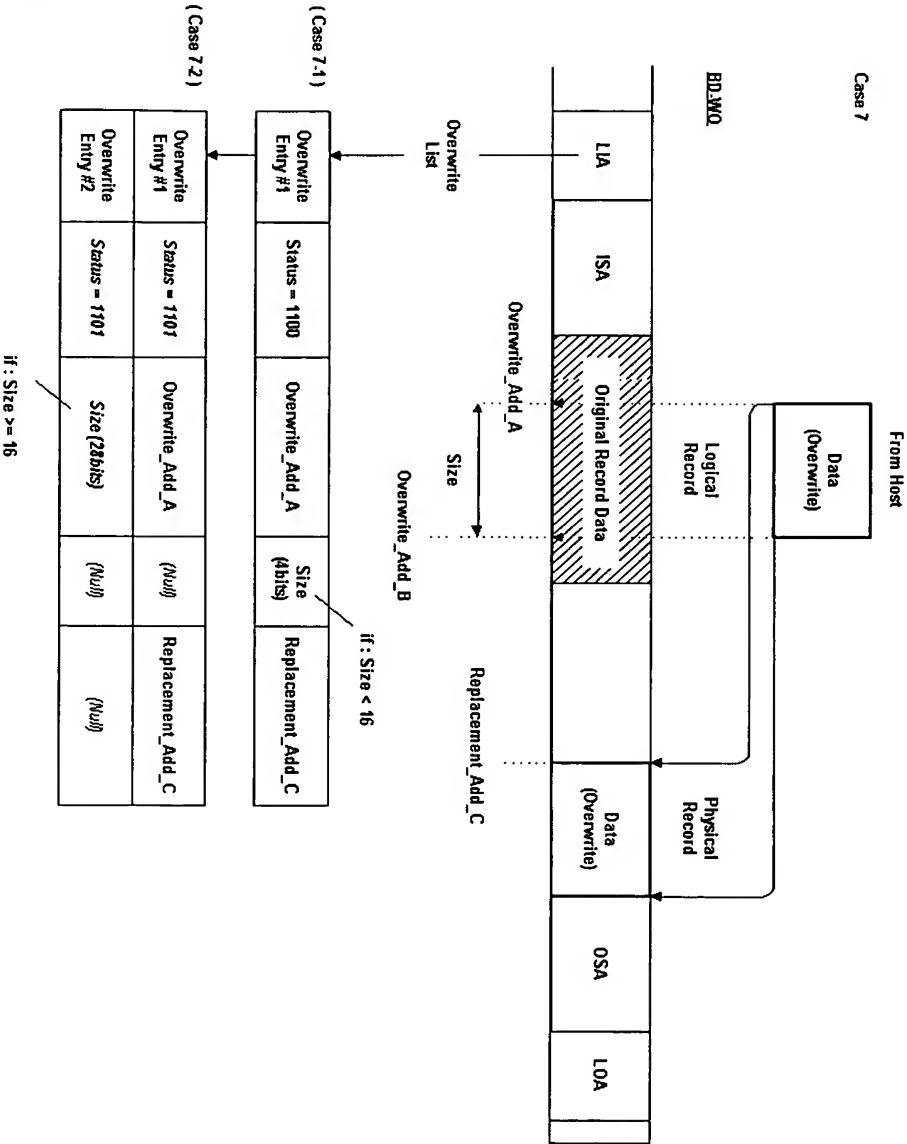 Case 7
BD-WO
From Host
Data
(Overwrite)
Logical
Record
Physical
Record
LIA
ISA
Original Record Data
Data
(Overwrite)
OSA
LOA
Overwrite_Add_A
Size
Overwrite_Add_B
Replacement_Add_C
Overwrite
List
if : Size < 16
( Case 7-1 )
Overwrite
Entry #1
Status = 1100
Overwrite_Add_A
Size
(4bits)
Replacement_Add_C
( Case 7-2 )
Overwrite
Entry #1
Status = 1101
Overwrite_Add_A
(Null)
Replacement_Add_C
Overwrite
Entry #2
Status = 1101
Size (28bits)
(Null)
(Null)
if : Size >= 16